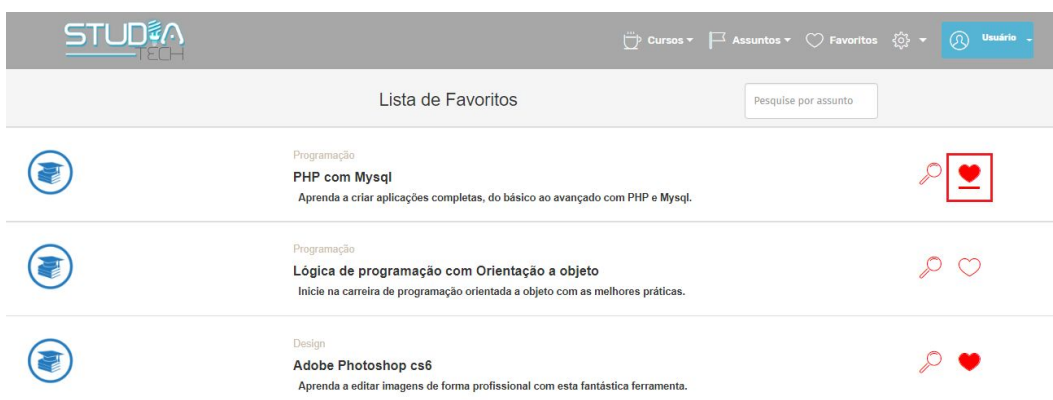 STUDIA
TECH
Cursos Assuntos Favoritos Usuário
Lista de Favoritos
Pesquise por assunto
Programação
PHP com Mysql
Aprenda a criar aplicações completas, do básico ao avançado com PHP e Mysql.
Programação
Lógica de programação com Orientação a objeto
Inicie na carreira de programação orientada a objeto com as melhores práticas.
Design
Adobe Photoshop cs6
Aprenda a editar imagens de forma profissional com esta fantástica ferramenta.